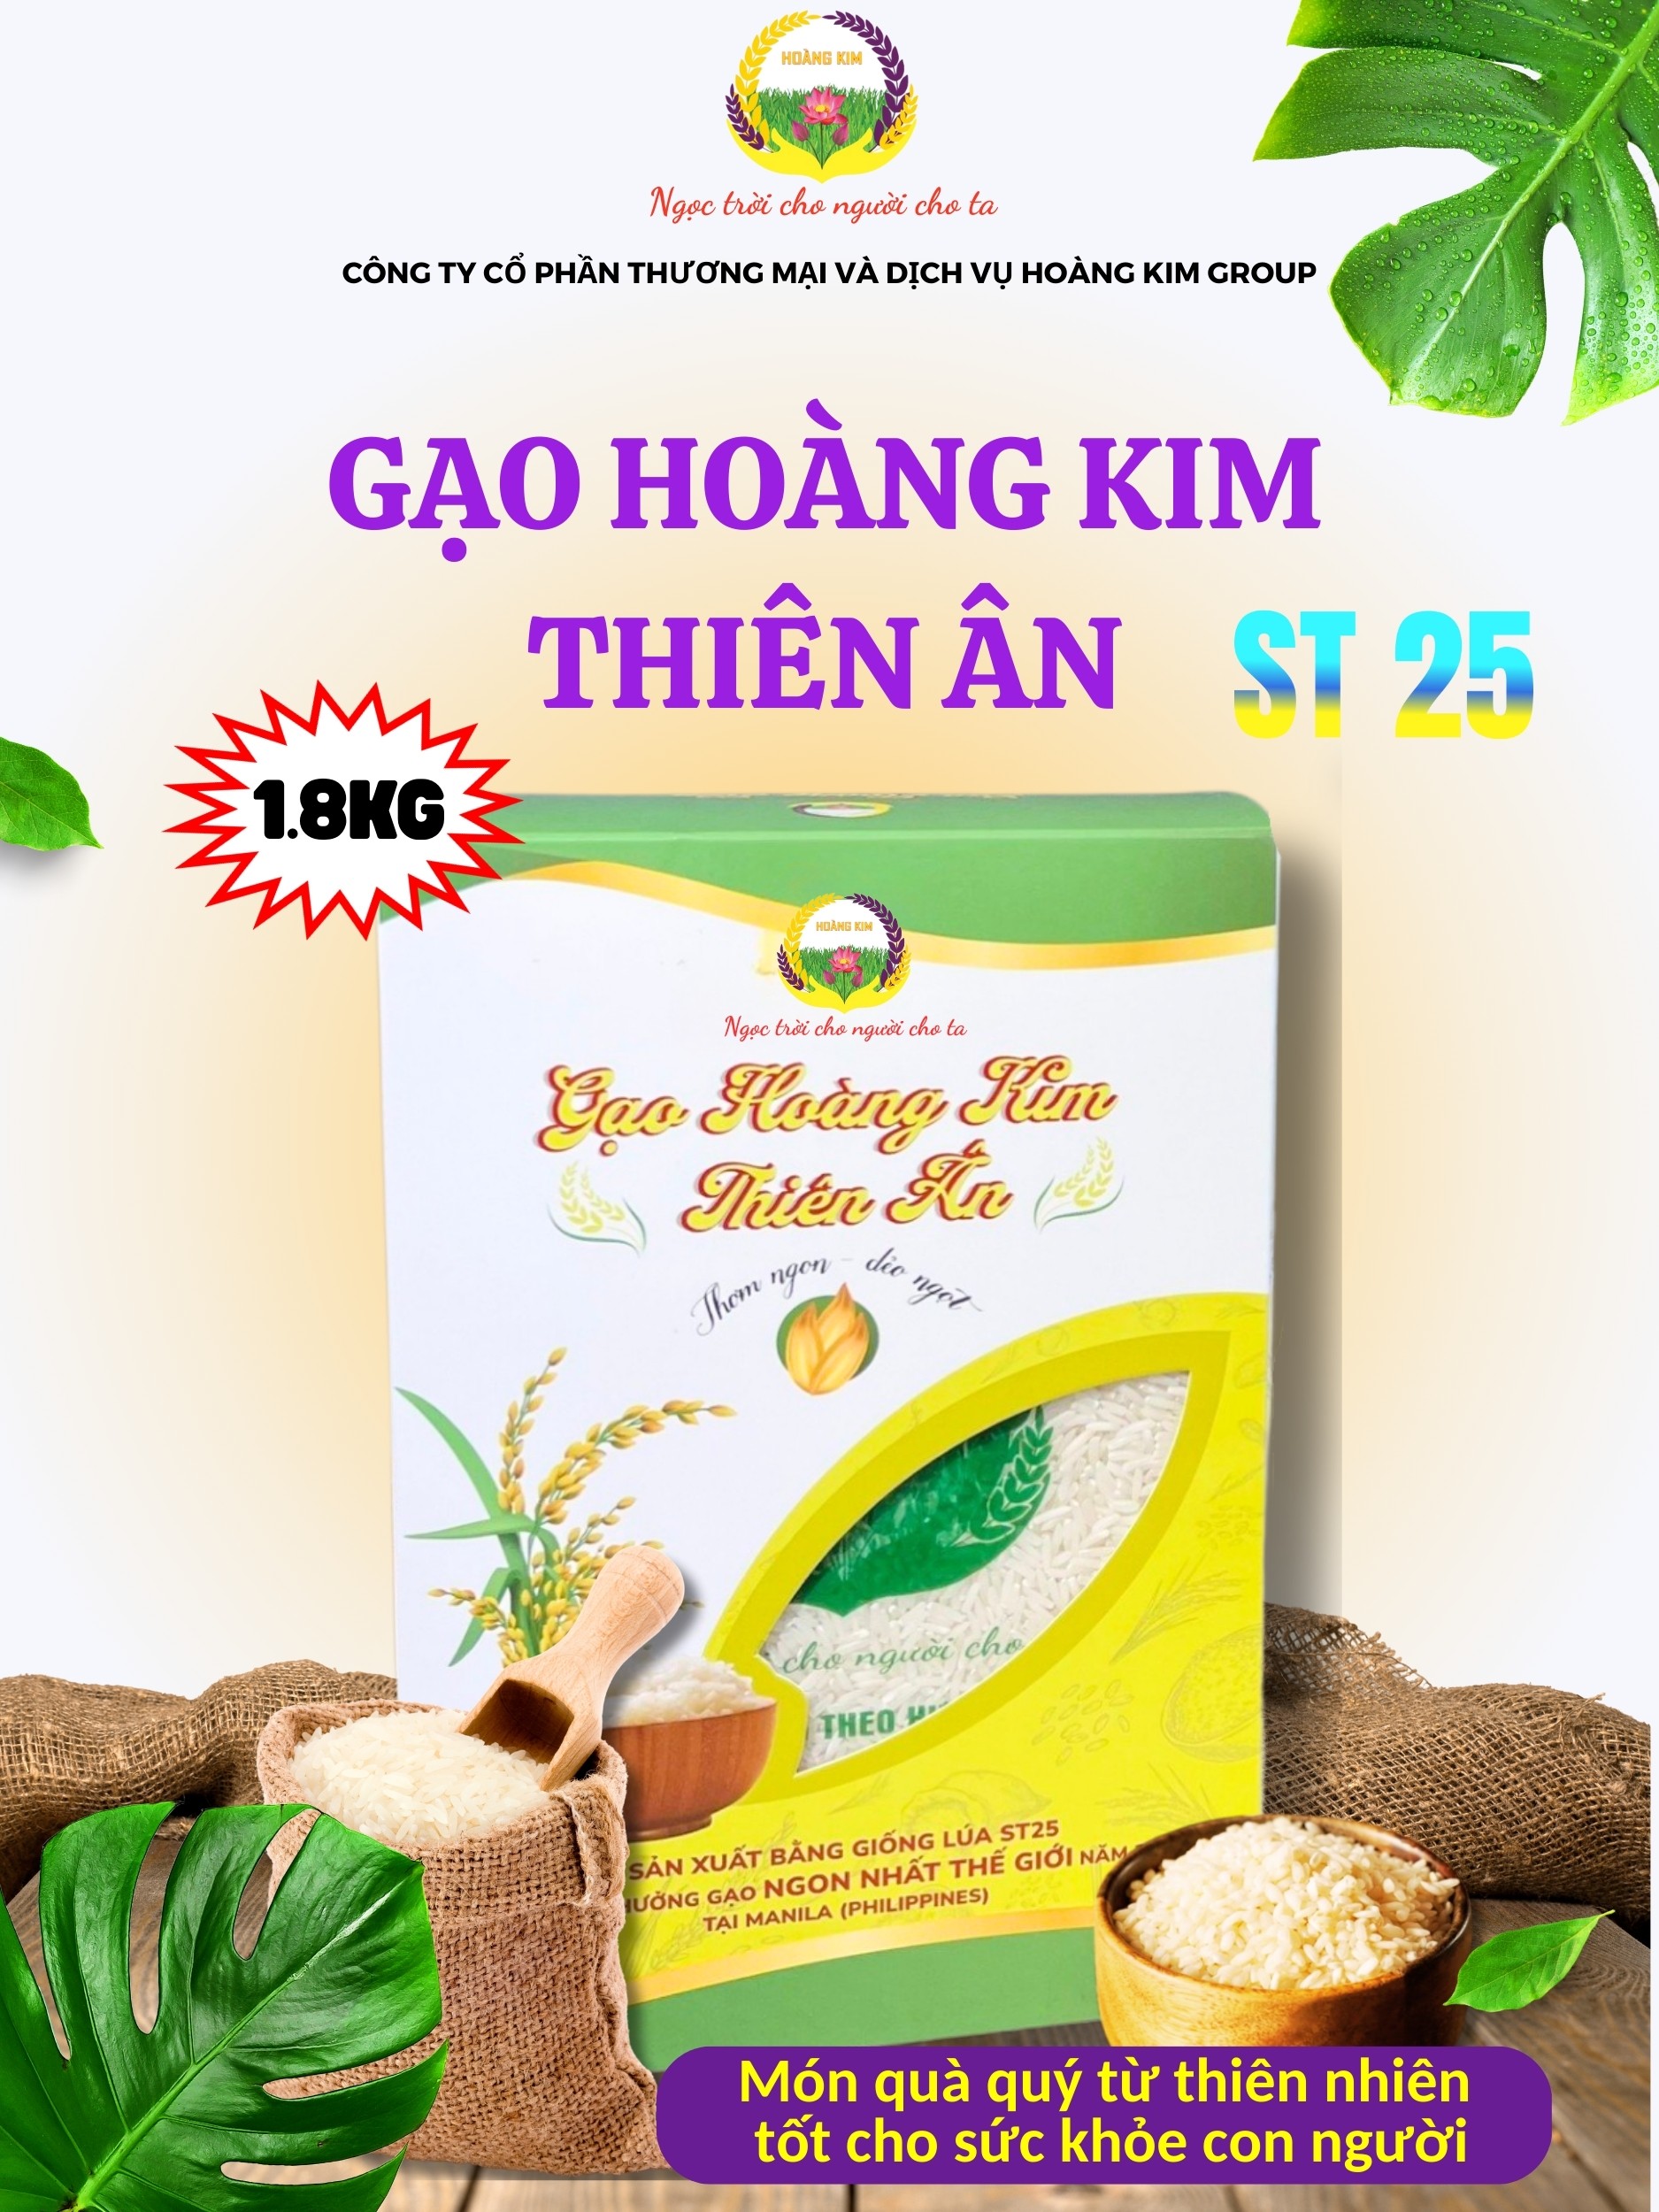 HOÀNG KIM
Ngọc trời cho người cho ta
CÔNG TY CỔ PHẦN THƯƠNG MẠI VÀ DỊCH VỤ HOÀNG KIM GROUP
GẠO HOÀNG KIM
THIÊN ÂN ST 25
1.8KG
HOÀNG KIM
Ngọc trời cho người cho ta
Gạo Hoàng Kim
Thiên Ân
Thơm ngon - dẻo ngọt
cho người cho
THEO
SẢN XUẤT BẰNG GIỐNG LÚA ST25
GẠO NGON NHẤT THẾ GIỚI NĂM
TẠI MANILA (PHILIPPINES)
Món quà quý từ thiên nhiên
tốt cho sức khỏe con người